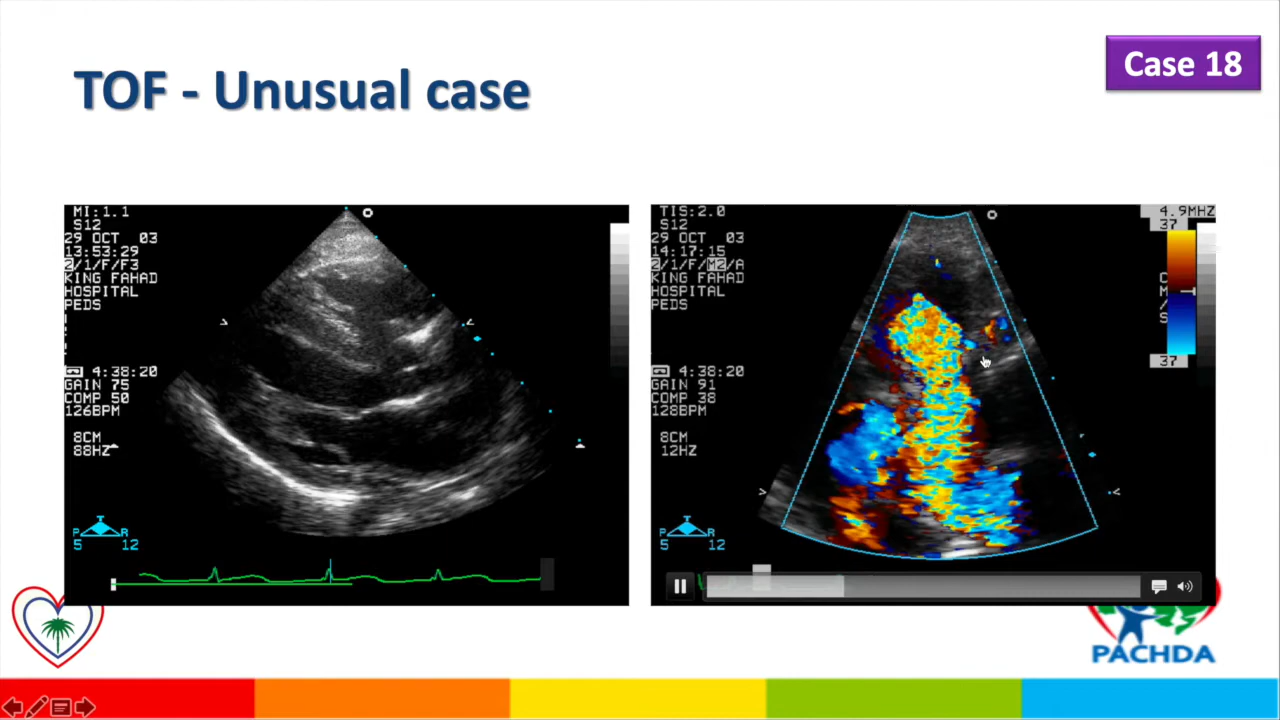 TOF - Unusual case
Case 18
MI:1.1
S12
29 OCT 03
13:53:29
2/1/F/F3
KING FAHAD
HOSPITAL
PEDS
4:38:20
GAIN 75
COMP 50
126BPM
8CM
88HZ
P T R
5 12
TIS:2.0
S12
29 OCT 03
14:17:15
2/1/F/M2/A
KING FAHAD
HOSPITAL
PEDS
4:38:20
GAIN 91
COMP 38
128BPM
8CM
12HZ
P T R
5 12
4.9MHZ
37
37
PACHDA